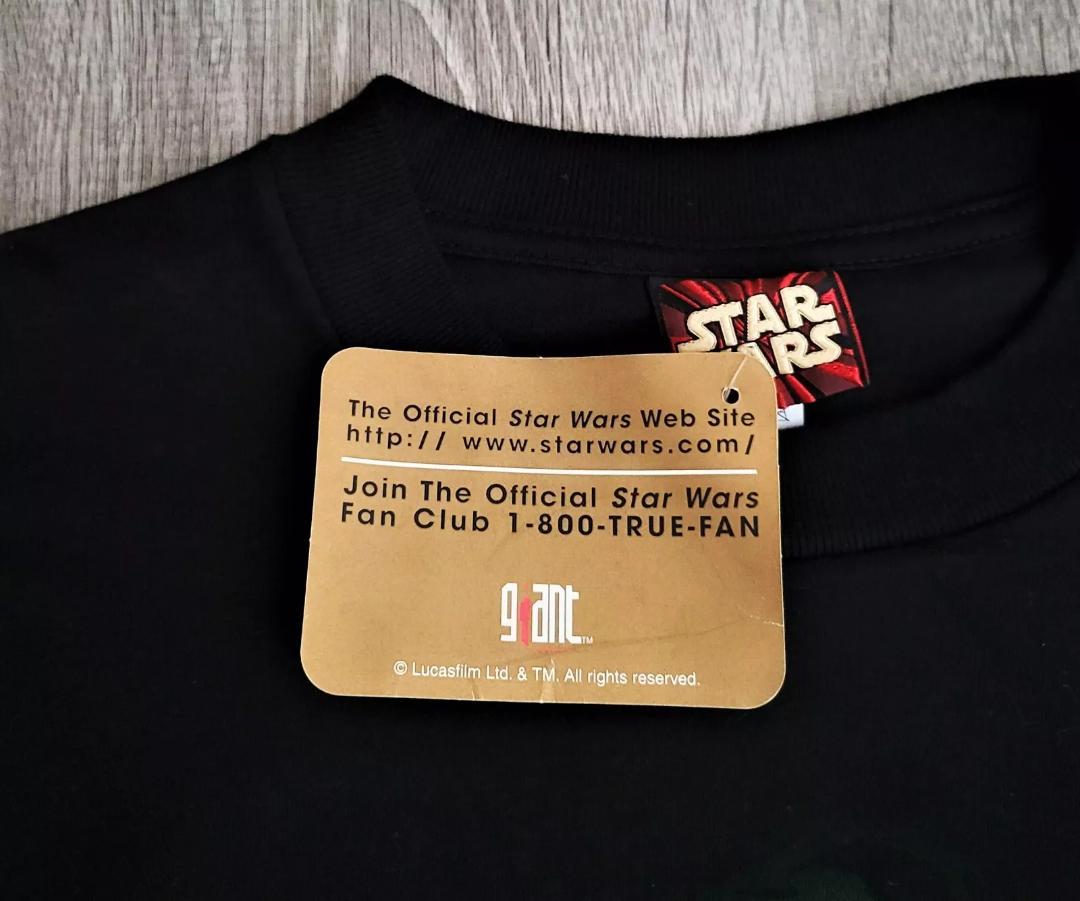 STAR
WARS
The Official Star Wars Web Site
http:// www.starwars.com/
Join The Official Star Wars
Fan Club 1-800-TRUE-FAN
giant TM
© Lucasfilm Ltd. & TM. All rights reserved.